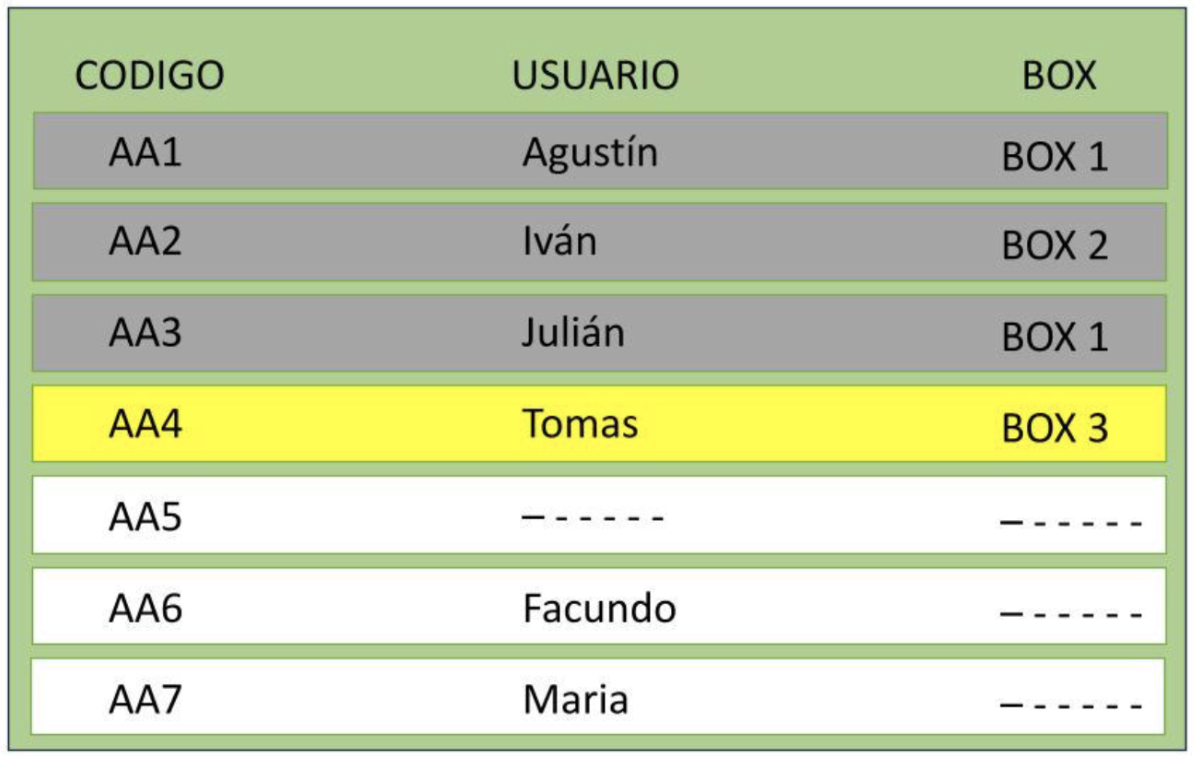 CODIGO USUARIO BOX
AA1 Agustín BOX 1
AA2 Iván BOX 2
AA3 Julián BOX 1
AA4 Tomas BOX 3
AA5 – - - - - - – - - - - -
AA6 Facundo – - - - - -
AA7 Maria – - - - - -